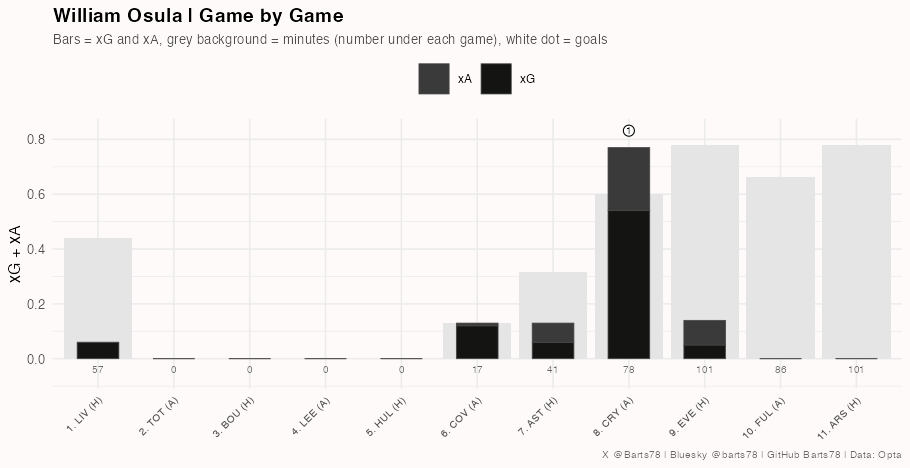 William Osula | Game by Game
Bars = xG and xA, grey background = minutes (number under each game), white dot = goals
xA xG
1
0.8
0.6
0.4
0.2
0.0
xG + xA
57 0 0 0 0 17 41 78 101 86 101
1. LIV (H)
2. TOT (A)
3. BOU (H)
4. LEE (A)
5. HUL (H)
6. COV (A)
7. AST (H)
8. CRY (A)
9. EVE (H)
10. FUL (A)
11. ARS (H)
X @Barts78 | Bluesky @barts78 | GitHub Barts78 | Data: Opta